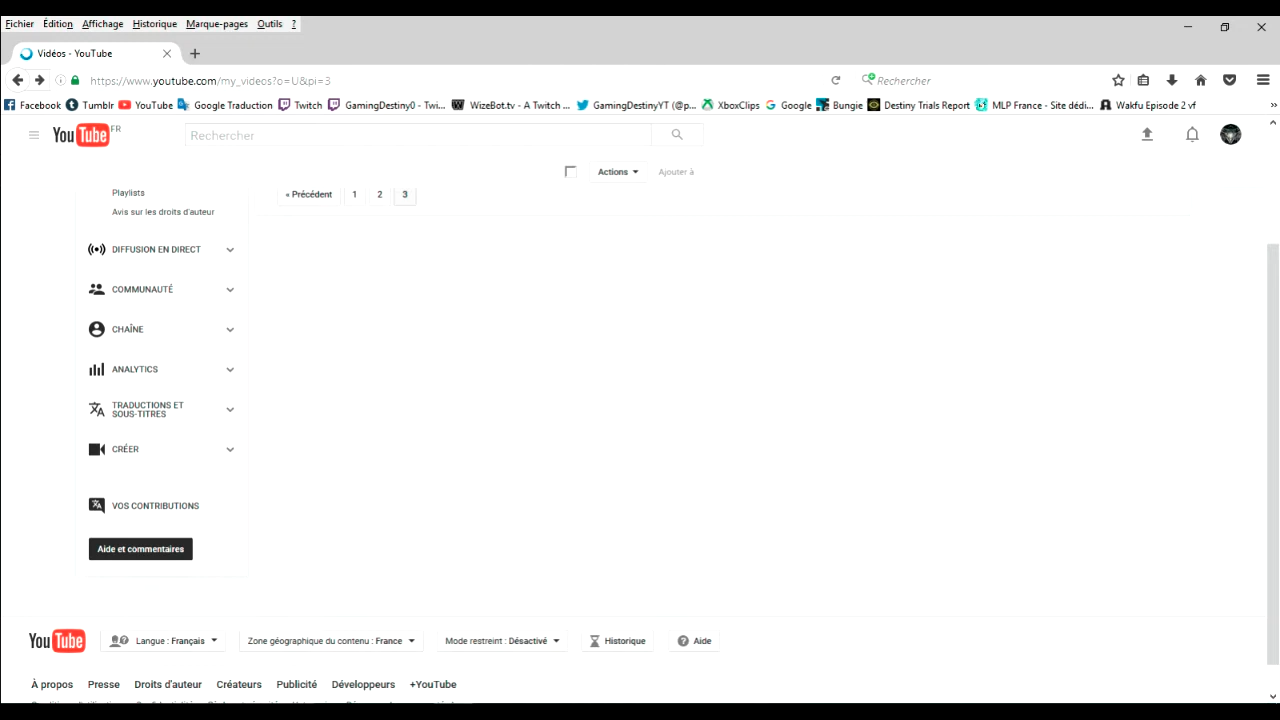 Fichier Édition Affichage Historique Marque-pages Outils ?
Vidéos - YouTube
https://www.youtube.com/my_videos?o=U&pi=3
Rechercher
Facebook Tumblr YouTube Google Traduction Twitch GamingDestiny0 - Twi... WizeBot.tv - A Twitch ... GamingDestinyYT (@p... XboxClips Google Bungie Destiny Trials Report MLP France - Site dédi... Wakfu Episode 2 vf »
YouTube FR
Rechercher
Actions Ajouter à
Playlists
« Précédent 1 2 3
Avis sur les droits d'auteur
DIFFUSION EN DIRECT
COMMUNAUTÉ
CHAÎNE
ANALYTICS
TRADUCTIONS ET
SOUS-TITRES
CRÉER
VOS CONTRIBUTIONS
Aide et commentaires
YouTube Langue : Français Zone géographique du contenu : France Mode restreint : Désactivé Historique Aide
À propos Presse Droits d'auteur Créateurs Publicité Développeurs +YouTube